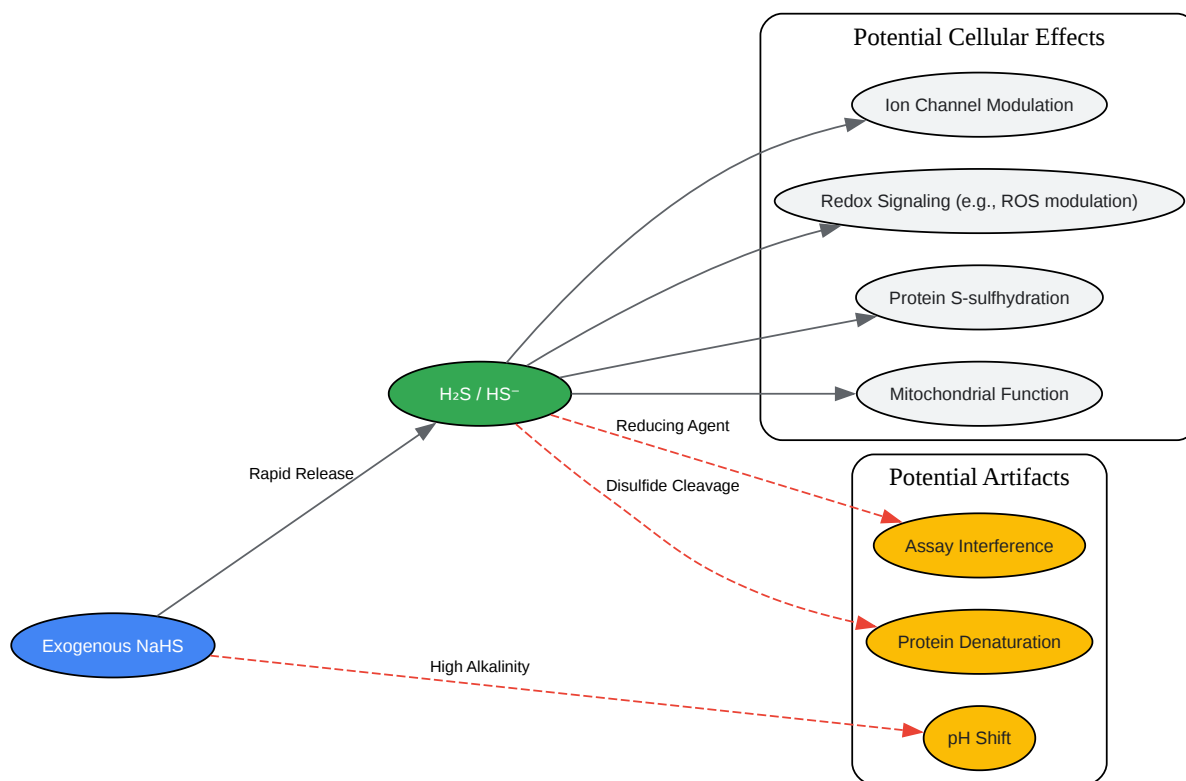 Potential Cellular Effects
Ion Channel Modulation
Redox Signaling (e.g., ROS modulation)
Protein S-sulfhydration
H₂S / HS⁻
Mitochondrial Function
Reducing Agent
Rapid Release
Disulfide Cleavage
Potential Artifacts
Assay Interference
Exogenous NaHS
Protein Denaturation
High Alkalinity
pH Shift